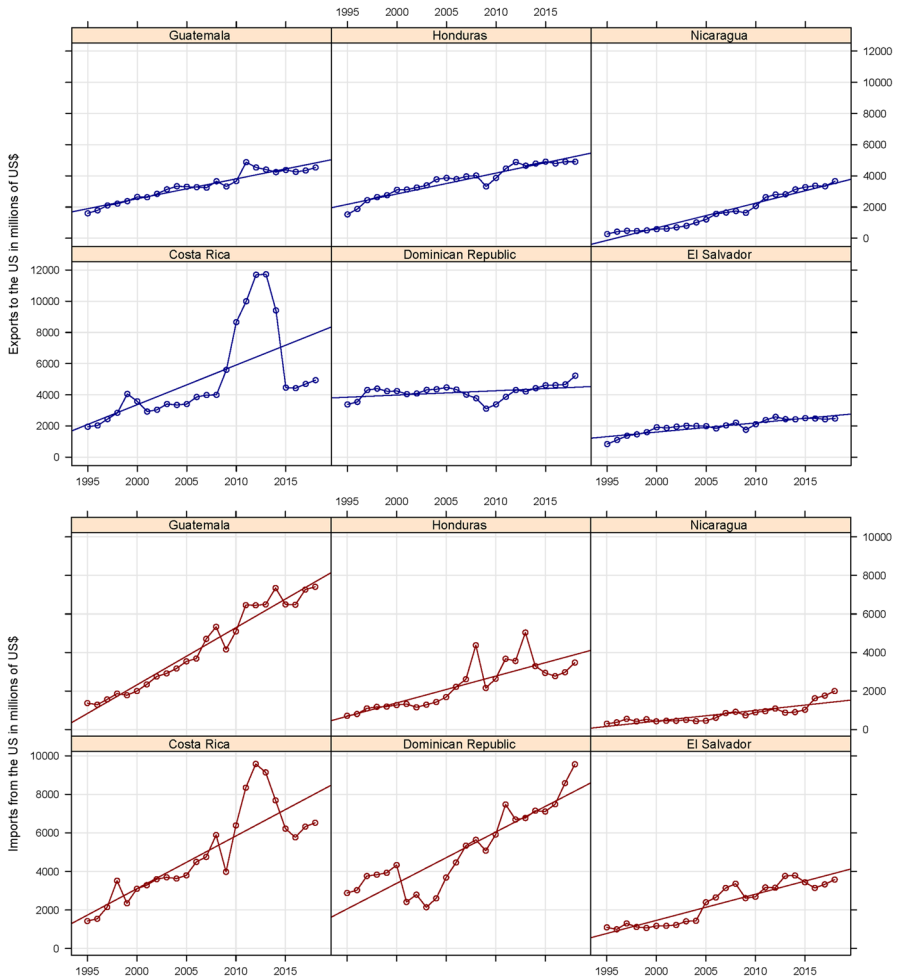 1995 2000 2005 2010 2015
Guatemala Honduras Nicaragua
12000
10000
8000
6000
4000
2000
0
Exports to the US in millions of US$
Costa Rica Dominican Republic El Salvador
12000
10000
8000
6000
4000
2000
0
1995 2000 2005 2010 2015 1995 2000 2005 2010 2015
1995 2000 2005 2010 2015
Guatemala Honduras Nicaragua
10000
8000
6000
4000
2000
0
Imports from the US in millions of US$
Costa Rica Dominican Republic El Salvador
10000
8000
6000
4000
2000
0
1995 2000 2005 2010 2015 1995 2000 2005 2010 2015